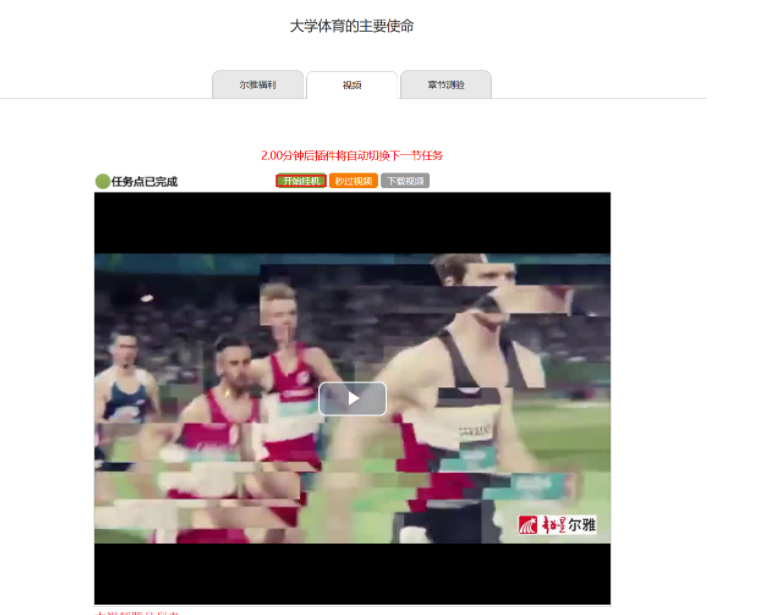 大学体育的主要使命
尔雅福利 视频 章节测验
2.00分钟后插件将自动切换下一节任务
任务点已完成 开始挂机 秒过视频 下载视频
超星尔雅